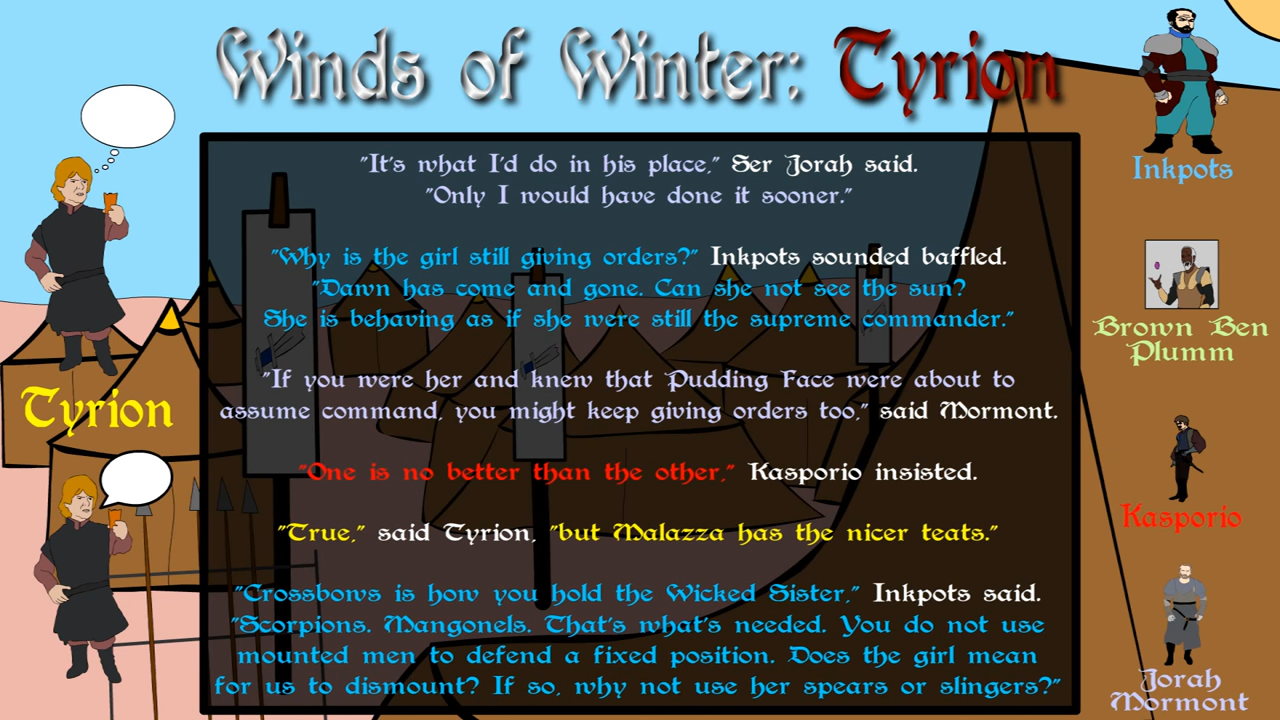 Winds of Winter: Tyrion
"It's what I'd do in his place," Ser Jorah said.
"Only I would have done it sooner."
"Why is the girl still giving orders?" Inkpots sounded baffled.
"Dawn has come and gone. Can she not see the sun?
She is behaving as if she were still the supreme commander."
"If you were her and knew that Pudding Face were about to
assume command, you might keep giving orders too," said Mormont.
"One is no better than the other," Kasporio insisted.
"True," said Tyrion, "but Malazza has the nicer teats."
"Crossbows is how you hold the Wicked Sister," Inkpots said.
"Scorpions. Mangonels. That's what's needed. You do not use
mounted men to defend a fixed position. Does the girl mean
for us to dismount? If so, why not use her spears or slingers?"
Tyrion
Inkpots
Brown Ben
Plumm
Kasporio
Jorah
Mormont